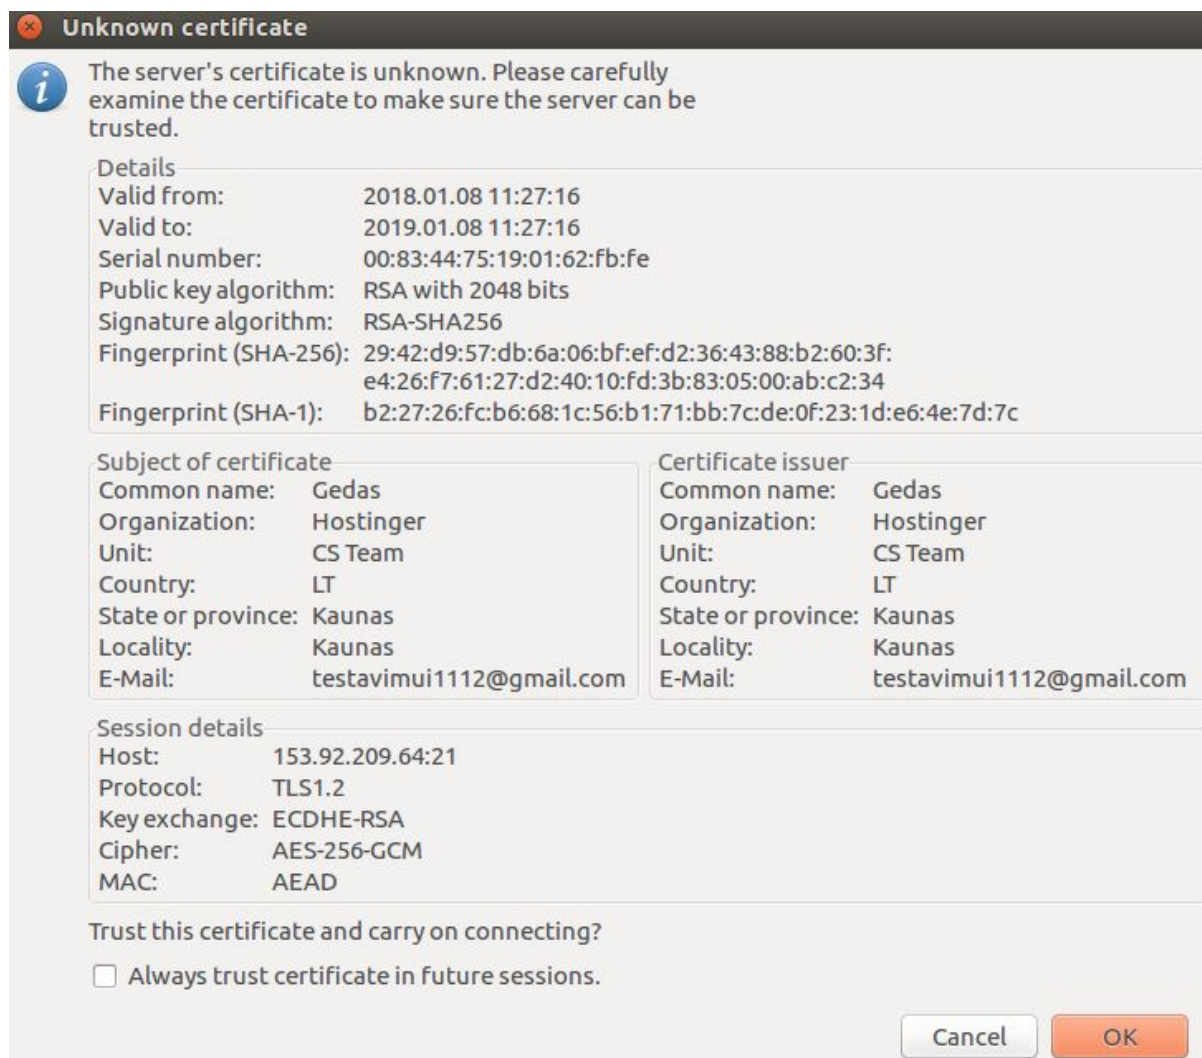 Unknown certificate
The server's certificate is unknown. Please carefully
examine the certificate to make sure the server can be
trusted.
Details
Valid from: 2018.01.08 11:27:16
Valid to: 2019.01.08 11:27:16
Serial number: 00:83:44:75:19:01:62:fb:fe
Public key algorithm: RSA with 2048 bits
Signature algorithm: RSA-SHA256
Fingerprint (SHA-256): 29:42:d9:57:db:6a:06:bf:ef:d2:36:43:88:b2:60:3f:
e4:26:f7:61:27:d2:40:10:fd:3b:83:05:00:ab:c2:34
Fingerprint (SHA-1): b2:27:26:fc:b6:68:1c:56:b1:71:bb:7c:de:0f:23:1d:e6:4e:7d:7c
Subject of certificate
Common name: Gedas
Organization: Hostinger
Unit: CS Team
Country: LT
State or province: Kaunas
Locality: Kaunas
E-Mail: testavimui1112@gmail.com
Certificate issuer
Common name: Gedas
Organization: Hostinger
Unit: CS Team
Country: LT
State or province: Kaunas
Locality: Kaunas
E-Mail: testavimui1112@gmail.com
Session details
Host: 153.92.209.64:21
Protocol: TLS1.2
Key exchange: ECDHE-RSA
Cipher: AES-256-GCM
MAC: AEAD
Trust this certificate and carry on connecting?
Always trust certificate in future sessions.
Cancel OK